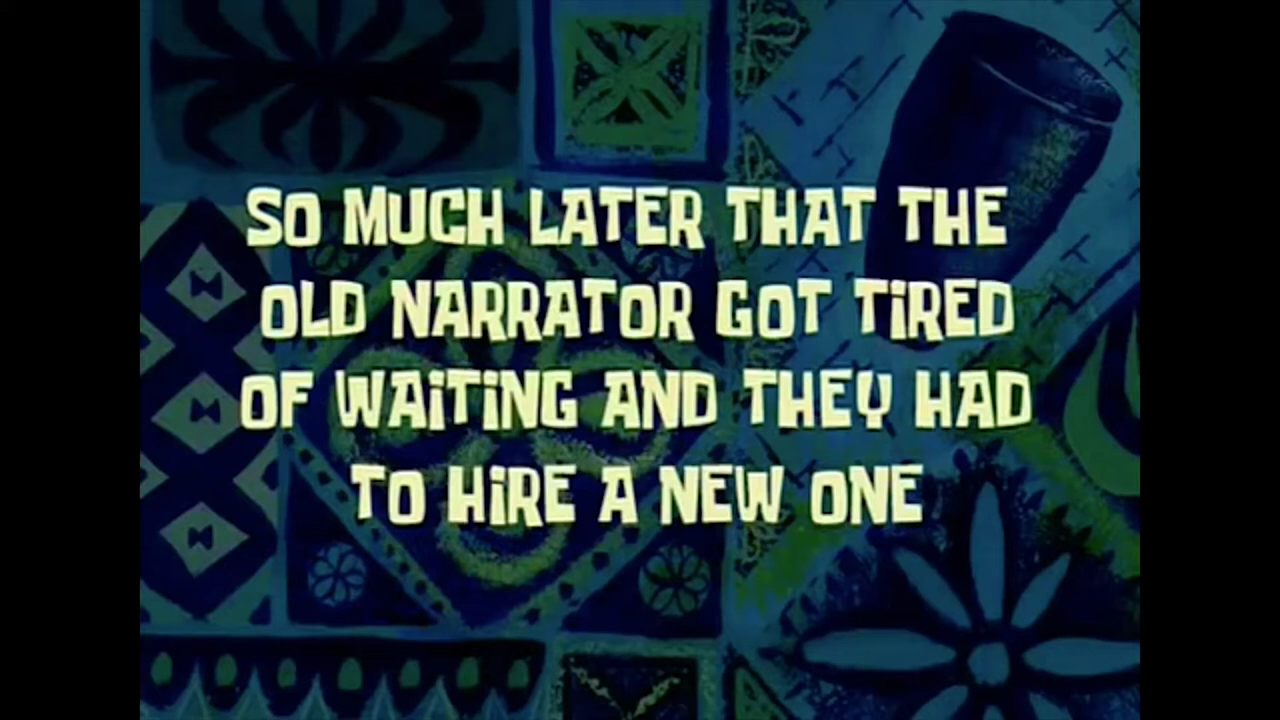 SO MUCH LATER THAT THE
OLD NARRATOR GOT TiRED
OF WAiTiNG AND THEY HAD
TO HiRE A NEW ONE